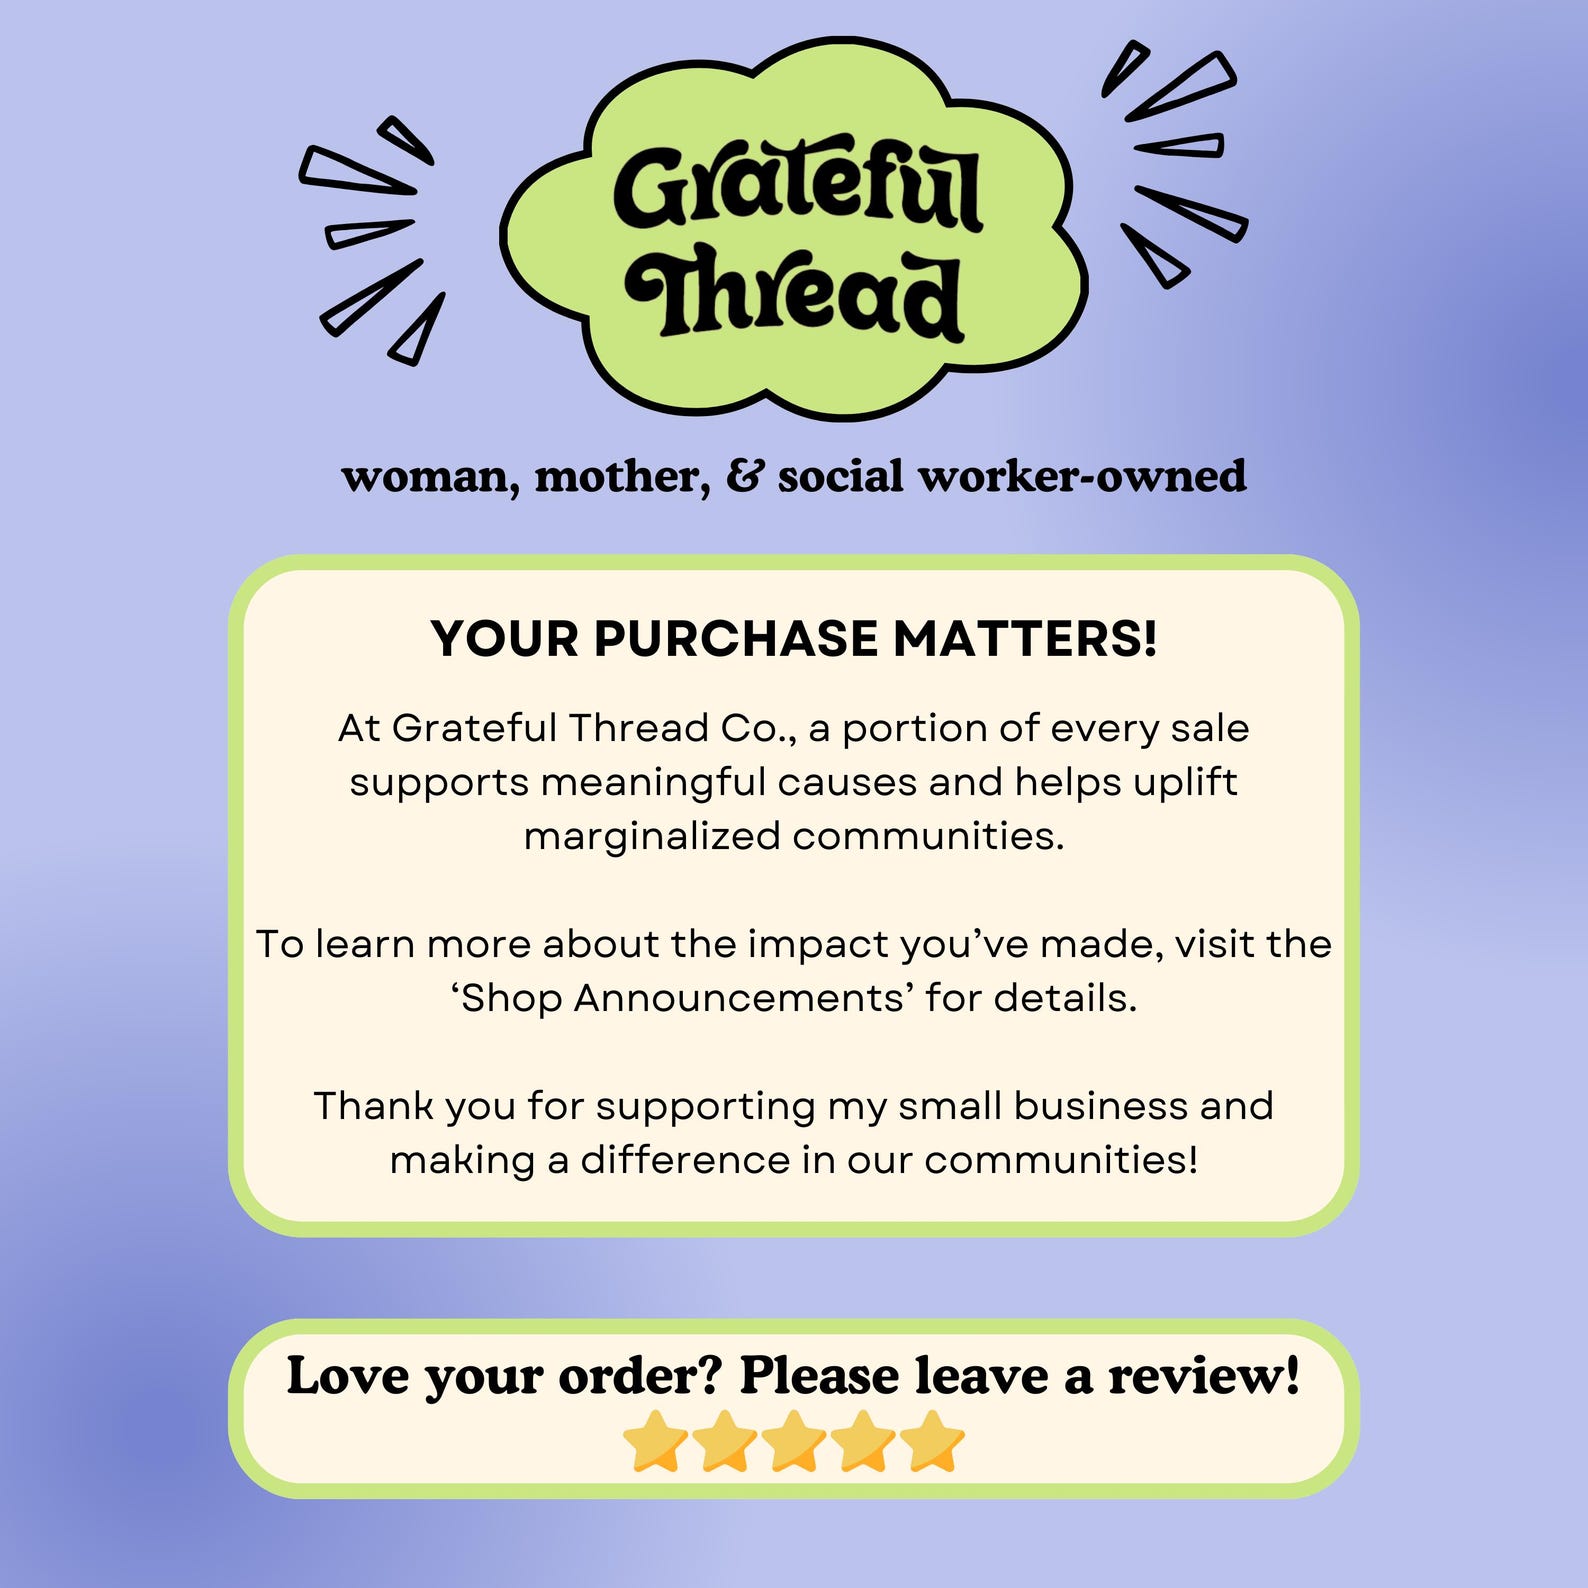 Grateful
Thread
woman, mother, & social worker-owned
YOUR PURCHASE MATTERS!
At Grateful Thread Co., a portion of every sale
supports meaningful causes and helps uplift
marginalized communities.
To learn more about the impact you’ve made, visit the
‘Shop Announcements’ for details.
Thank you for supporting my small business and
making a difference in our communities!
Love your order? Please leave a review!